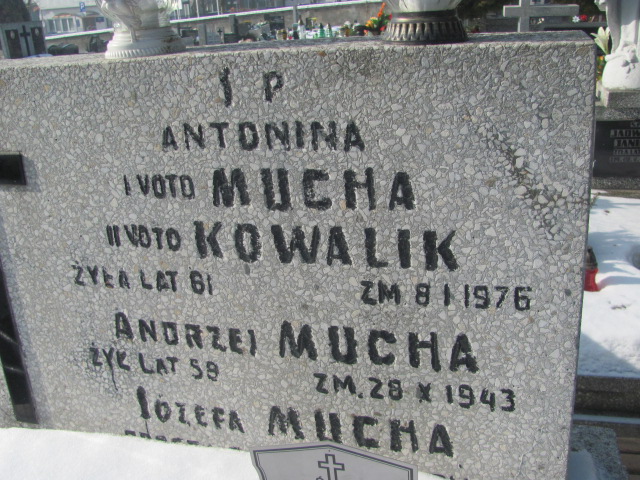 Ś P
ANTONINA
I VOTO MUCHA
II VOTO KOWALIK
ŻYŁA LAT 61
ZM 8 I 1976
ANDRZEJ MUCHA
ŻYŁ LAT 59
ZM. 28 X 1943
JÓZEFA MUCHA